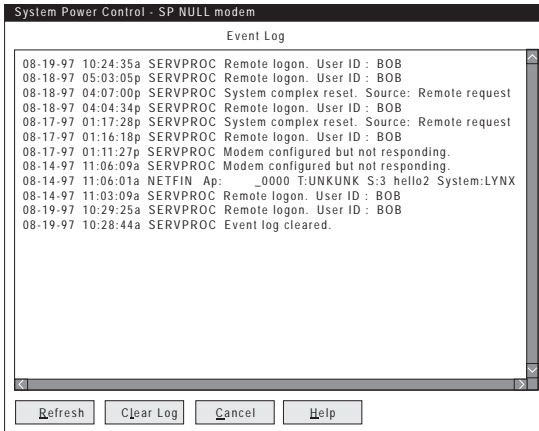 System Power Control - SP NULL modem
Event Log
08-19-97 10:24:35a SERVPROC Remote logon. User ID : BOB
08-18-97 05:03:05p SERVPROC Remote logon. User ID : BOB
08-18-97 04:07:00p SERVPROC System complex reset. Source: Remote request
08-18-97 04:04:34p SERVPROC Remote logon. User ID : BOB
08-17-97 01:17:28p SERVPROC System complex reset. Source: Remote request
08-17-97 01:16:18p SERVPROC Remote logon. User ID : BOB
08-17-97 01:11:27p SERVPROC Modem configured but not responding.
08-14-97 11:06:09a SERVPROC Modem configured but not responding.
08-14-97 11:06:01a NETFIN Ap: _0000 T:UNKUNK S:3 hello2 System:LYNX
08-14-97 11:03:09a SERVPROC Remote logon. User ID : BOB
08-19-97 10:29:25a SERVPROC Remote logon. User ID : BOB
08-19-97 10:28:44a SERVPROC Event log cleared.
Refresh Clear Log Cancel Help